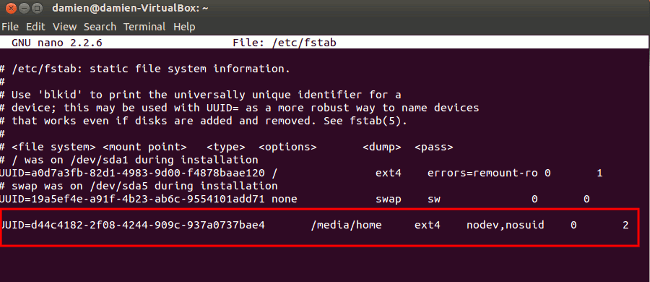 damien@damien-VirtualBox: ~
File Edit View Search Terminal Help
GNU nano 2.2.6 File: /etc/fstab
# /etc/fstab: static file system information.
#
# Use 'blkid' to print the universally unique identifier for a
# device; this may be used with UUID= as a more robust way to name devices
# that works even if disks are added and removed. See fstab(5).
#
# <file system> <mount point> <type> <options> <dump> <pass>
# / was on /dev/sda1 during installation
UUID=a0d7a3fb-82d1-4983-9d00-f4878baae120 / ext4 errors=remount-ro 0 1
# swap was on /dev/sda5 during installation
UUID=19a5ef4e-a91f-4b23-ab6c-9554101add71 none swap sw 0 0
UUID=d44c4182-2f08-4244-909c-937a0737bae4 /media/home ext4 nodev,nosuid 0 2